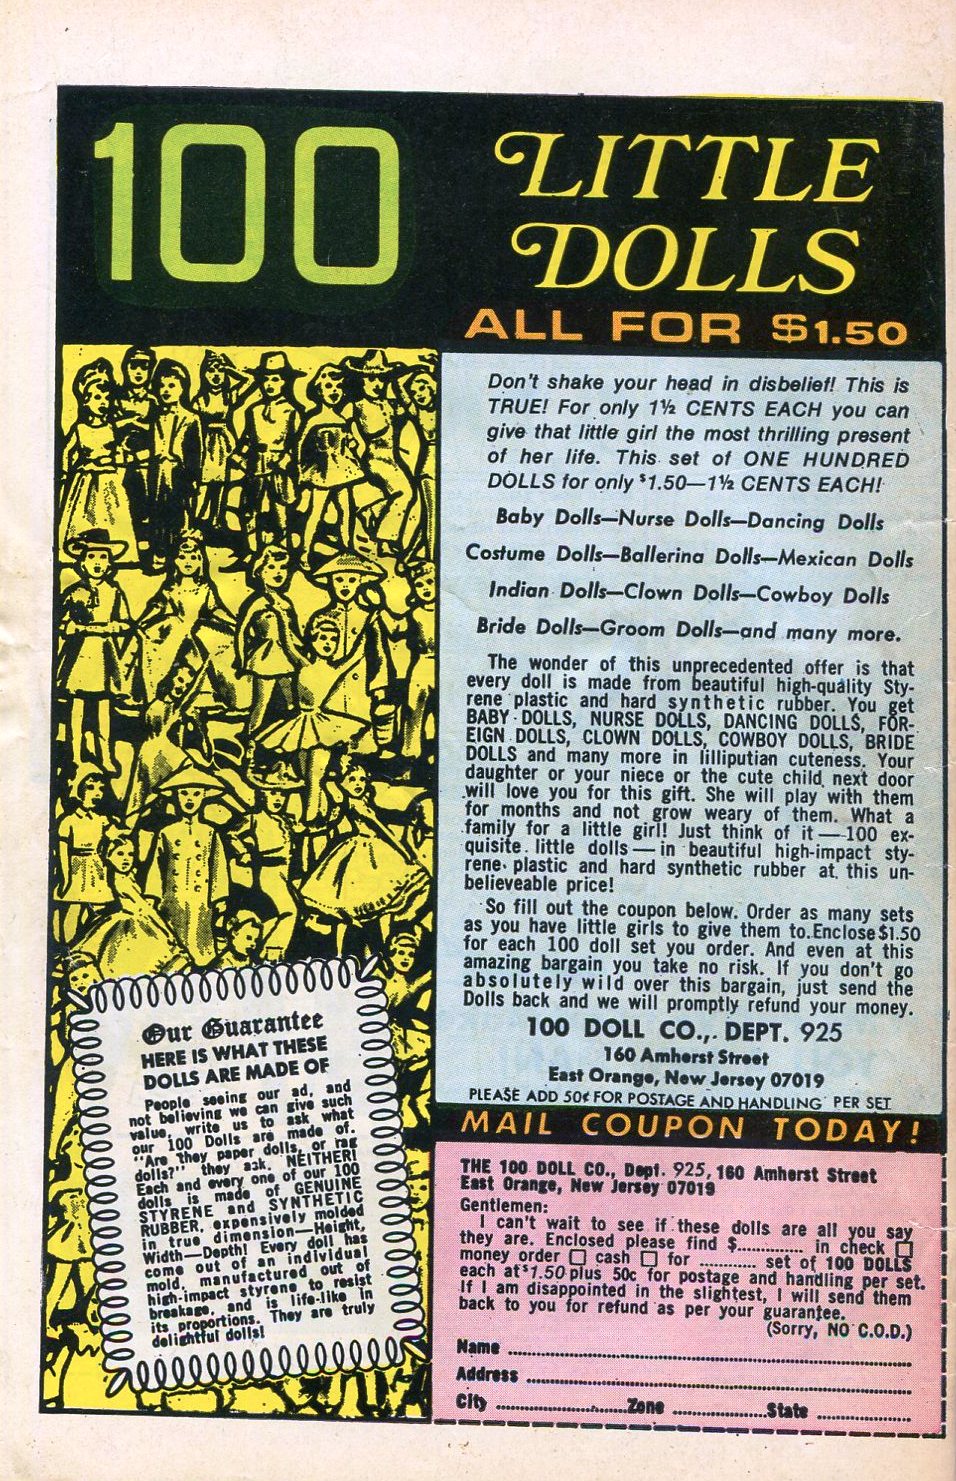 100
LITTLE
DOLLS
ALL FOR $1.50
Don't shake your head in disbelief! This is
TRUE! For only 1½ CENTS EACH you can
give that little girl the most thrilling present
of her life. This set of ONE HUNDRED
DOLLS for only $1.50—1½ CENTS EACH!
Baby Dolls—Nurse Dolls—Dancing Dolls
Costume Dolls—Ballerina Dolls—Mexican Dolls
Indian Dolls—Clown Dolls—Cowboy Dolls
Bride Dolls—Groom Dolls—and many more.
The wonder of this unprecedented offer is that
every doll is made from beautiful high-quality Sty-
rene plastic and hard synthetic rubber. You get
BABY DOLLS, NURSE DOLLS, DANCING DOLLS, FOR-
EIGN DOLLS, CLOWN DOLLS, COWBOY DOLLS, BRIDE
DOLLS and many more in lilliputian cuteness. Your
daughter or your niece or the cute child next door
will love you for this gift. She will play with them
for months and not grow weary of them. What a
family for a little girl! Just think of it—100 ex-
quisite little dolls—in beautiful high-impact sty-
rene plastic and hard synthetic rubber at this un-
believeable price!
So fill out the coupon below. Order as many sets
as you have little girls to give them to.Enclose$1.50
for each 100 doll set you order. And even at this
amazing bargain you take no risk. If you don't go
absolutely wild over this bargain, just send the
Dolls back and we will promptly refund your money.
100 DOLL CO.,. DEPT. 925
160 Amherst Street
East Orange, New Jersey 07019
PLEASE ADD 50¢ FOR POSTAGE AND HANDLING PER SET
Our Guarantee
HERE IS WHAT THESE
DOLLS ARE MADE OF
People seeing our ad, and
not believing we can give such
value, write us to ask what
our 100 Dolls are made of.
"Are they paper dolls, or rag
dolls?" they ask. NEITHER!
Each and every one of our 100
dolls is made of GENUINE
STYRENE and SYNTHETIC
RUBBER, expensively molded
in true dimension—Height,
Width—Depth! Every doll has
come out of an individual
mold, manufactured out of
high-impact styrene to resist
breakage, and is life-like in
its proportions. They are truly
delightful dolls!
MAIL COUPON TODAY!
THE 100 DOLL CO., Dept. 925, 160 Amherst Street
East Orange, New Jersey 07019
Gentlemen:
I can't wait to see if these dolls are all you say
they are. Enclosed please find $............. in check □
money order □ cash □ for ........... set of 100 DOLLS
each at $1.50 plus 50c for postage and handling per set.
If I am disappointed in the slightest, I will send them
back to you for refund as per your guarantee.
(Sorry, NO C.O.D.)
Name ....................
Address ....................
City ....................Zone ..............State ..............